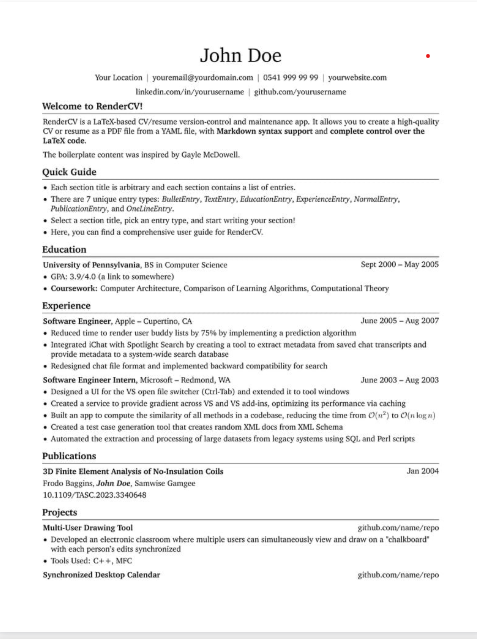 John Doe
Your Location | youremail@yourdomain.com | 0541 999 99 99 | yourwebsite.com
linkedin.com/in/yourusername | github.com/yourusername
Welcome to RenderCV!
RenderCV is a LaTeX-based CV/resume version-control and maintenance app. It allows you to create a high-quality
CV or resume as a PDF file from a YAML file, with Markdown syntax support and complete control over the
LaTeX code.
The boilerplate content was inspired by Gayle McDowell.
Quick Guide
• Each section title is arbitrary and each section contains a list of entries.
• There are 7 unique entry types: BulletEntry, TextEntry, EducationEntry, ExperienceEntry, NormalEntry,
PublicationEntry, and OneLineEntry.
• Select a section title, pick an entry type, and start writing your section!
• Here, you can find a comprehensive user guide for RenderCV.
Education
University of Pennsylvania, BS in Computer Science Sept 2000 – May 2005
• GPA: 3.9/4.0 (a link to somewhere)
• Coursework: Computer Architecture, Comparison of Learning Algorithms, Computational Theory
Experience
Software Engineer, Apple – Cupertino, CA June 2005 – Aug 2007
• Reduced time to render user buddy lists by 75% by implementing a prediction algorithm
• Integrated iChat with Spotlight Search by creating a tool to extract metadata from saved chat transcripts and
provide metadata to a system-wide search database
• Redesigned chat file format and implemented backward compatibility for search
Software Engineer Intern, Microsoft – Redmond, WA June 2003 – Aug 2003
• Designed a UI for the VS open file switcher (Ctrl-Tab) and extended it to tool windows
• Created a service to provide gradient across VS and VS add-ins, optimizing its performance via caching
• Built an app to compute the similarity of all methods in a codebase, reducing the time from O(n²) to O(n log n)
• Created a test case generation tool that creates random XML docs from XML Schema
• Automated the extraction and processing of large datasets from legacy systems using SQL and Perl scripts
Publications
3D Finite Element Analysis of No-Insulation Coils Jan 2004
Frodo Baggins, John Doe, Samwise Gamgee
10.1109/TASC.2023.3340648
Projects
Multi-User Drawing Tool github.com/name/repo
• Developed an electronic classroom where multiple users can simultaneously view and draw on a "chalkboard"
with each person's edits synchronized
• Tools Used: C++, MFC
Synchronized Desktop Calendar github.com/name/repo